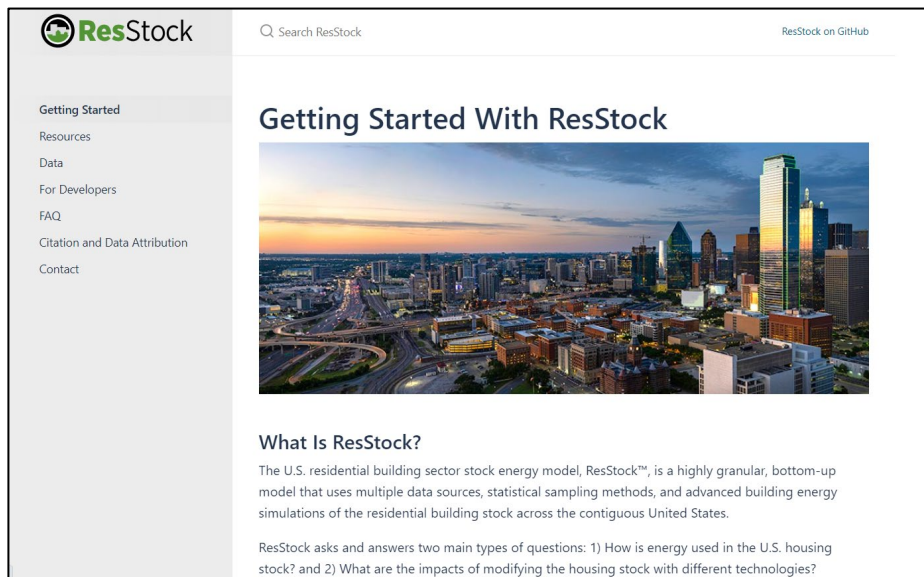 ResStock
Search ResStock
ResStock on GitHub
Getting Started
Resources
Data
For Developers
FAQ
Citation and Data Attribution
Contact
Getting Started With ResStock
What Is ResStock?
The U.S. residential building sector stock energy model, ResStock™, is a highly granular, bottom-up
model that uses multiple data sources, statistical sampling methods, and advanced building energy
simulations of the residential building stock across the contiguous United States.
ResStock asks and answers two main types of questions: 1) How is energy used in the U.S. housing
stock? and 2) What are the impacts of modifying the housing stock with different technologies?